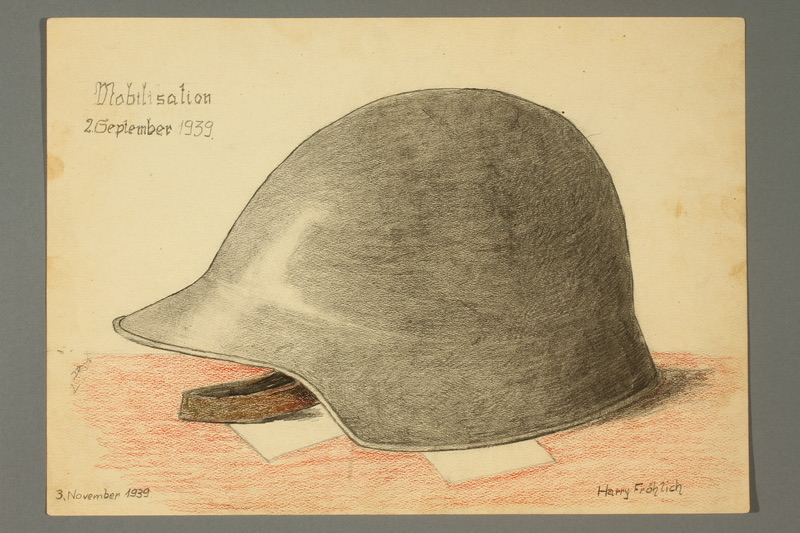 Mobilisation
2. September 1939.
3. November 1939
Harry Fröhlich